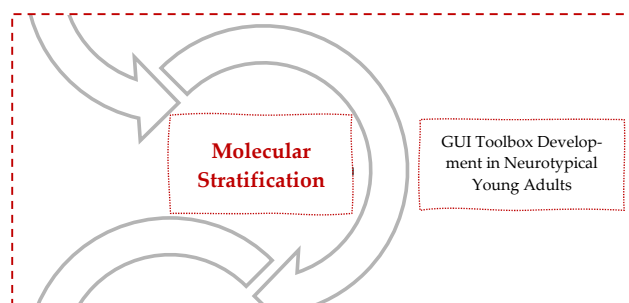 Molecular
Stratification
GUI Toolbox Develop-
ment in Neurotypical
Young Adults